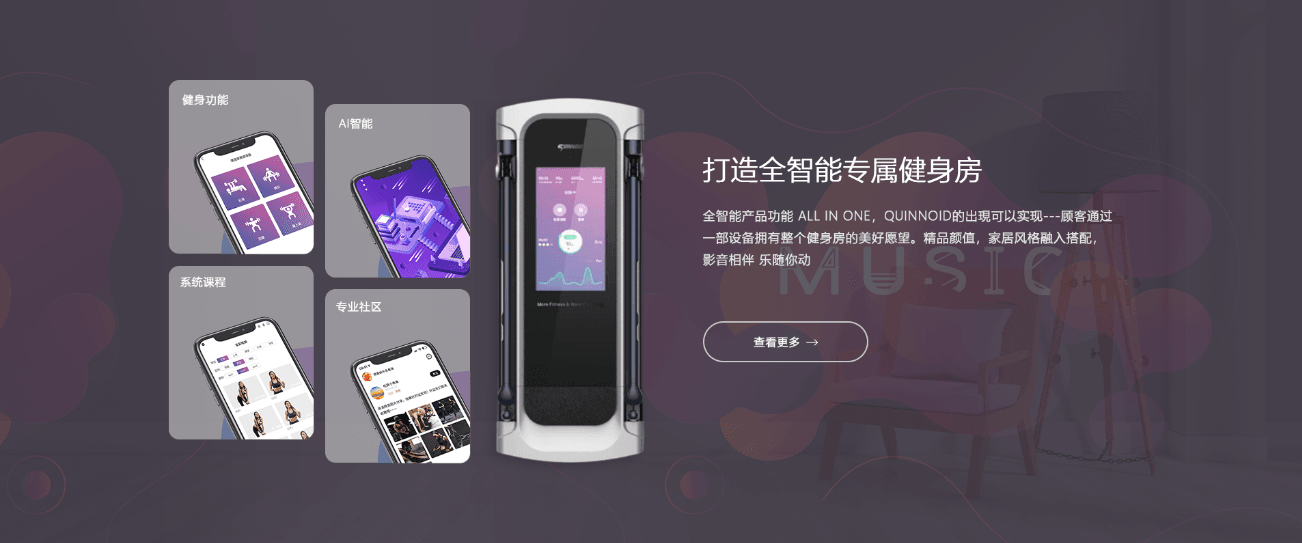 健身功能
AI智能
系统课程
专业社区
More Fitness &
打造全智能专属健身房
全智能产品功能 ALL IN ONE，QUINNOID的出现可以实现---顾客通过
一部设备拥有整个健身房的美好愿望。精品颜值，家居风格融入搭配，
影音相伴 乐随你动
MUSIC
查看更多 →